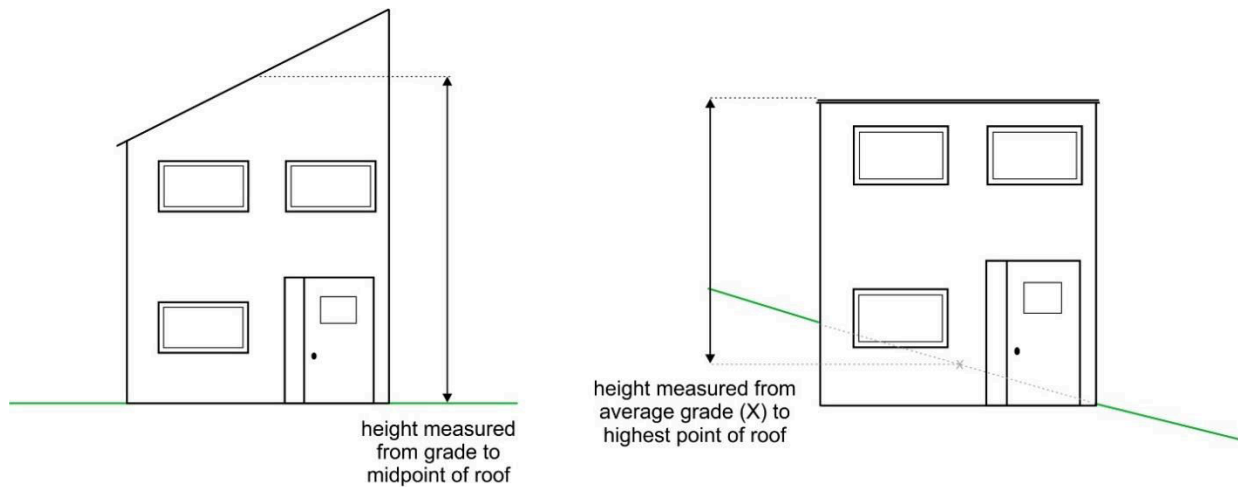 height measured
from grade to
midpoint of roof
height measured from
average grade (X) to
highest point of roof
X